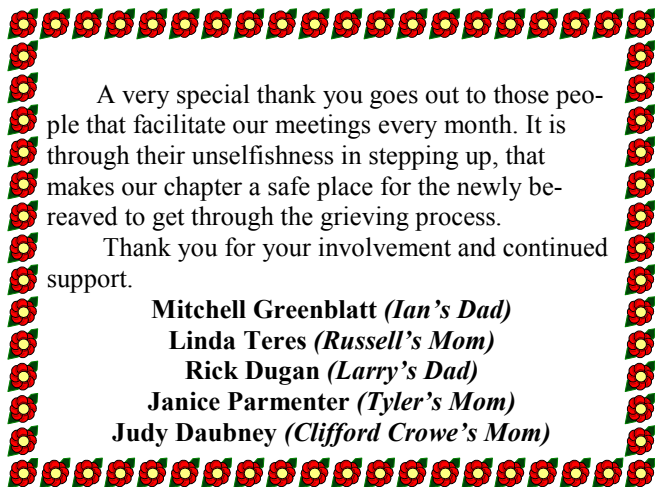 A very special thank you goes out to those peo-
ple that facilitate our meetings every month. It is
through their unselfishness in stepping up, that
makes our chapter a safe place for the newly be-
reaved to get through the grieving process.
Thank you for your involvement and continued
support.
Mitchell Greenblatt (Ian’s Dad)
Linda Teres (Russell’s Mom)
Rick Dugan (Larry’s Dad)
Janice Parmenter (Tyler’s Mom)
Judy Daubney (Clifford Crowe’s Mom)